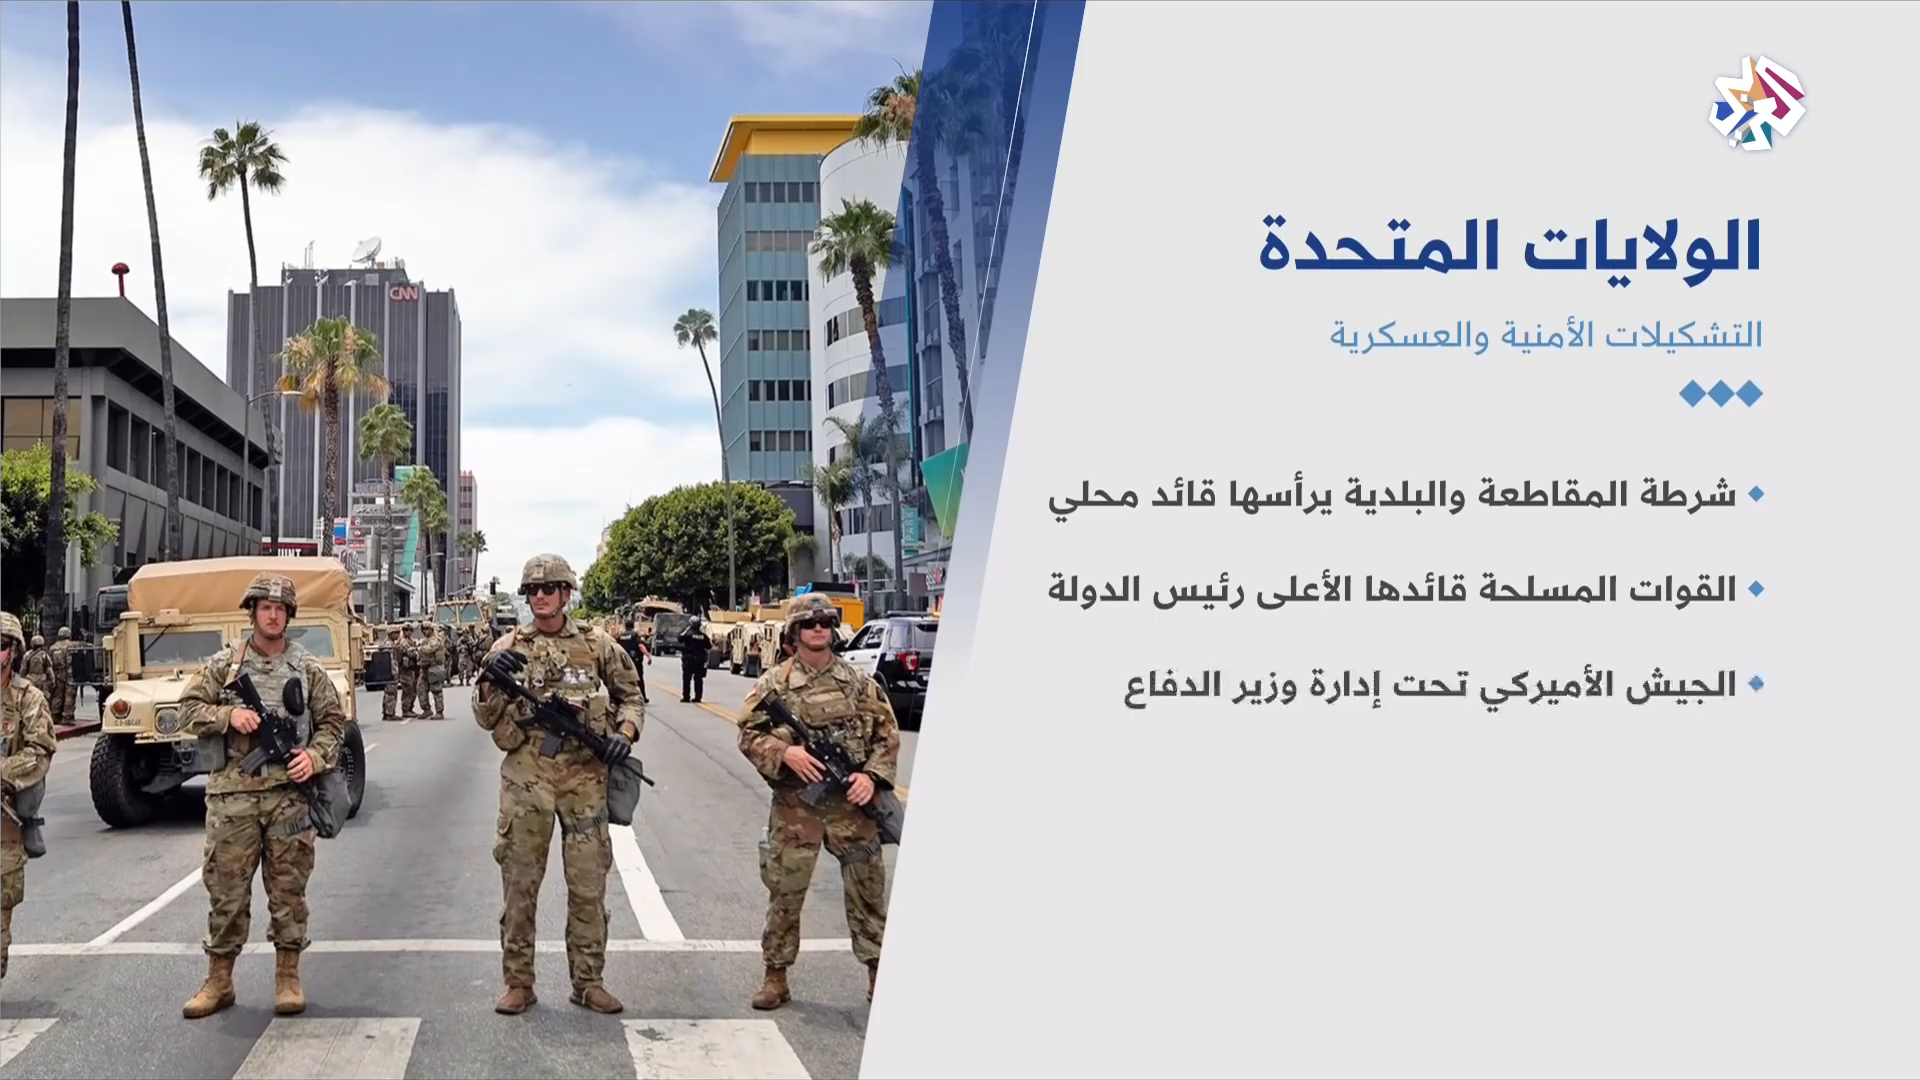 الولايات المتحدة
التشكيلات الأمنية والعسكرية
شرطة المقاطعة والبلدية يرأسها قائد محلي
القوات المسلحة قائدها الأعلى رئيس الدولة
الجيش الأميركي تحت إدارة وزير الدفاع
CNN